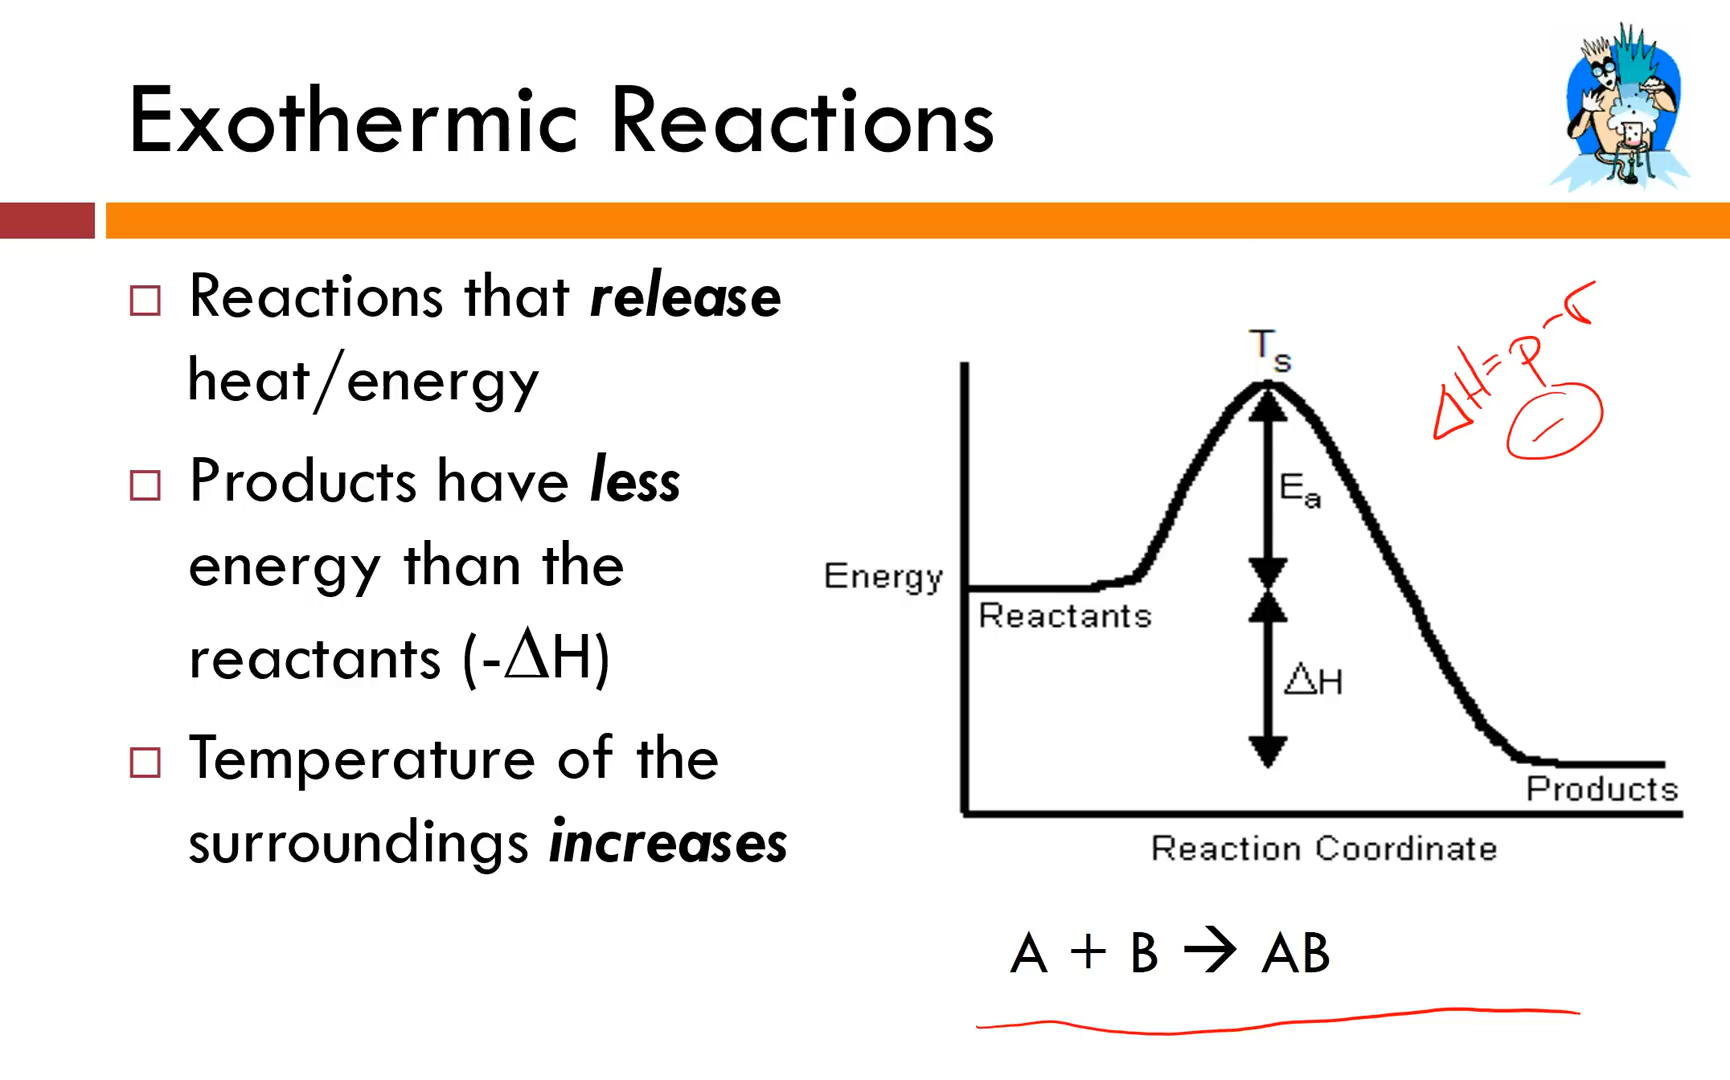 Exothermic Reactions
Reactions that release
heat/energy
Products have less
energy than the
reactants (-ΔH)
Temperature of the
surroundings increases
ΔH = p - r
-
Ts
Ea
Energy
Reactants
ΔH
Products
Reaction Coordinate
A + B → AB